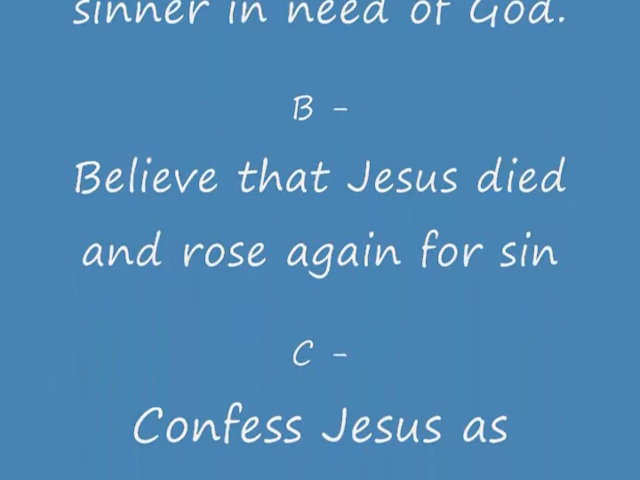 sinner in need of God.
B -
Believe that Jesus died
and rose again for sin
C -
Confess Jesus as